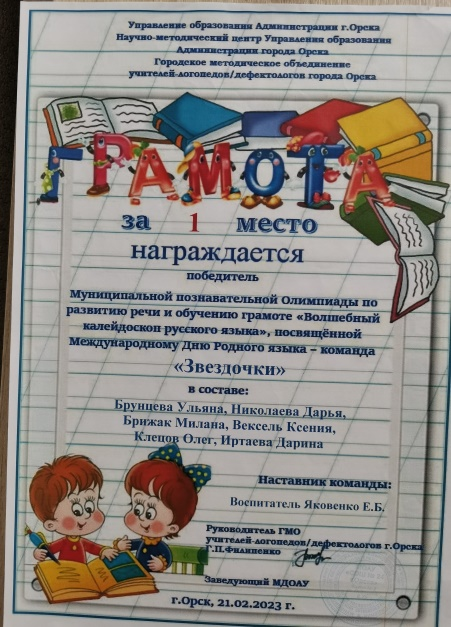 Управление образования Администрации г.Орска
Научно-методический центр Управления образования
Администрации города Орска
Городское методическое объединение
учителей-логопедов/дефектологов города Орска
ГРАМОТА
за 1 место
награждается
победитель
Муниципальной познавательной Олимпиады по
развитию речи и обучению грамоте «Волшебный
калейдоскоп русского языка», посвящённой
Международному Дню Родного языка – команда
«Звездочки»
в составе:
Брунцева Ульяна, Николаева Дарья,
Брижак Милана, Вексель Ксения,
Клецов Олег, Иртаева Дарина
Наставник команды:
Воспитатель Яковенко Е.Б.
Руководитель ГМО
учителей-логопедов/дефектологов г.Орска
Г.П.Филипенко
Заведующий МДОАУ
г.Орск, 21.02.2023 г.